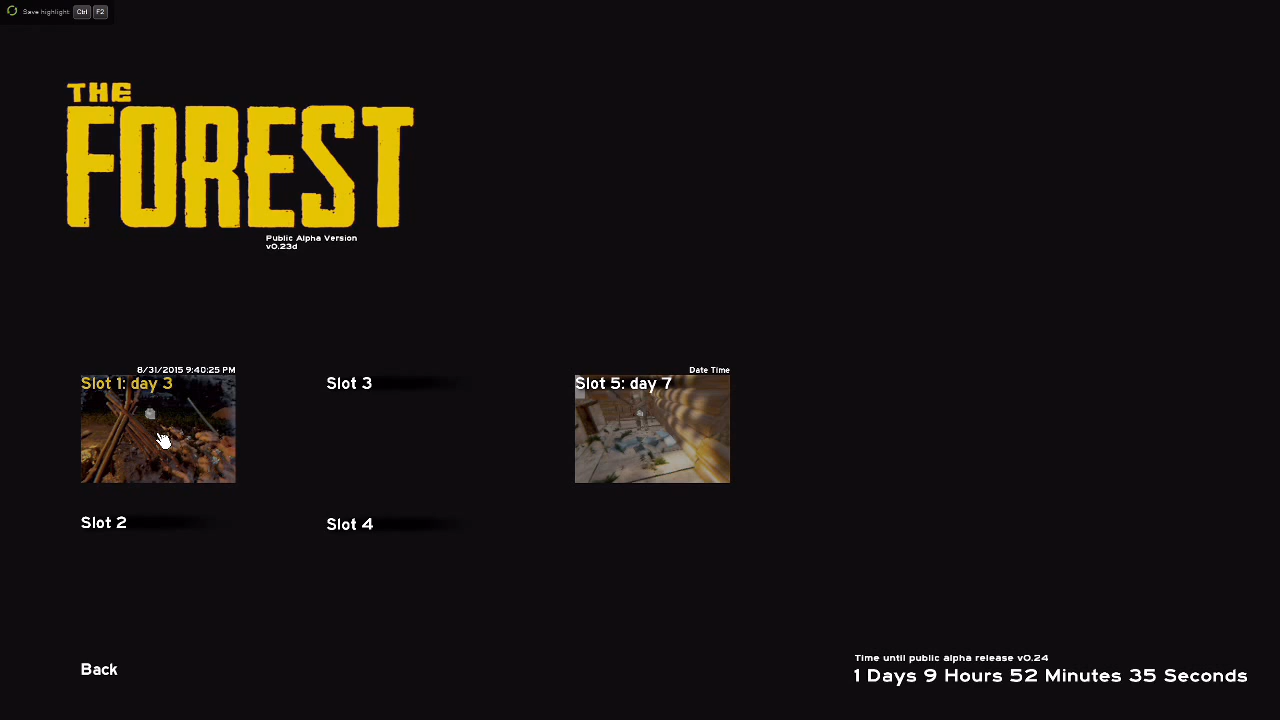 Save highlight: Ctrl F2
THE
FOREST
Public Alpha Version
v0.23d
8/31/2015 9:40:25 PM
Slot 1: day 3
Slot 3
Date Time
Slot 5: day 7
Slot 2
Slot 4
Back
Time until public alpha release v0.24
1 Days 9 Hours 52 Minutes 35 Seconds